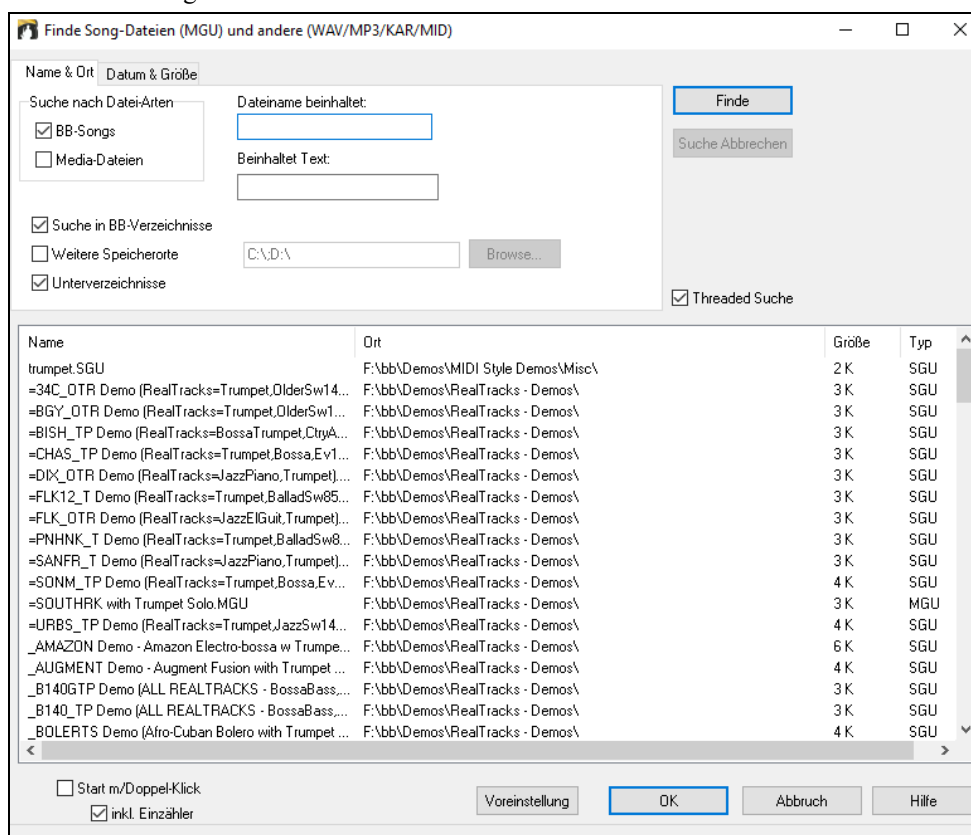 Finde Song-Dateien (MGU) und andere (WAV/MP3/KAR/MID)
Name & Ort Datum & Größe
Suche nach Datei-Arten
BB-Songs
Media-Dateien
Dateiname beinhaltet:
Beinhaltet Text:
Finde
Suche Abbrechen
Suche in BB-Verzeichnisse
Weitere Speicherorte C:\;D:\ Browse...
Unterverzeichnisse
Threaded Suche
Name Ort Größe Typ
trumpet.SGU F:\bb\Demos\MIDI Style Demos\Misc\ 2 K SGU
=34C_OTR Demo (RealTracks=Trumpet,OlderSw14... F:\bb\Demos\RealTracks - Demos\ 3 K SGU
=BGY_OTR Demo (RealTracks=Trumpet,OlderSw1... F:\bb\Demos\RealTracks - Demos\ 3 K SGU
=BISH_TP Demo (RealTracks=BossaTrumpet,CtryA... F:\bb\Demos\RealTracks - Demos\ 3 K SGU
=CHAS_TP Demo (RealTracks=Trumpet,Bossa,Ev1... F:\bb\Demos\RealTracks - Demos\ 3 K SGU
=DIX_OTR Demo (RealTracks=JazzPiano,Trumpet).... F:\bb\Demos\RealTracks - Demos\ 3 K SGU
=FLK12_T Demo (RealTracks=Trumpet,BalladSw85... F:\bb\Demos\RealTracks - Demos\ 3 K SGU
=FLK_OTR Demo (RealTracks=JazzElGuit,Trumpet)... F:\bb\Demos\RealTracks - Demos\ 3 K SGU
=PNHNK_T Demo (RealTracks=Trumpet,BalladSw8... F:\bb\Demos\RealTracks - Demos\ 3 K SGU
=SANFR_T Demo (RealTracks=JazzPiano,Trumpet)... F:\bb\Demos\RealTracks - Demos\ 3 K SGU
=SONM_TP Demo (RealTracks=Trumpet,Bossa,Ev... F:\bb\Demos\RealTracks - Demos\ 4 K SGU
=SOUTHRK with Trumpet Solo.MGU F:\bb\Demos\RealTracks - Demos\ 3 K MGU
=URBS_TP Demo (RealTracks=Trumpet,JazzSw14... F:\bb\Demos\RealTracks - Demos\ 4 K SGU
_AMAZON Demo - Amazon Electro-bossa w Trumpe... F:\bb\Demos\RealTracks - Demos\ 6 K SGU
_AUGMENT Demo - Augment Fusion with Trumpet ... F:\bb\Demos\RealTracks - Demos\ 4 K SGU
_B140GTP Demo (ALL REALTRACKS - BossaBass,... F:\bb\Demos\RealTracks - Demos\ 3 K SGU
_B140_TP Demo (ALL REALTRACKS - BossaBass,... F:\bb\Demos\RealTracks - Demos\ 3 K SGU
_BOLERTS Demo (Afro-Cuban Bolero with Trumpet ... F:\bb\Demos\RealTracks - Demos\ 4 K SGU
Start m/Doppel-Klick
inkl. Einzähler
Voreinstellung OK Abbruch Hilfe